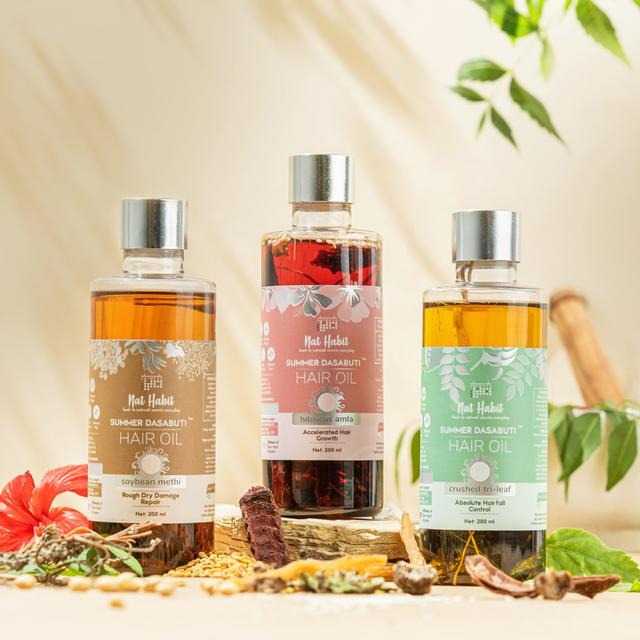 Nat Habit
back to natural secrets everyday
SUMMER DASABUTI™
HAIR OIL
soybean methi
Rough Dry Damage
Repair
Net: 200 ml
Nat Habit
back to natural secrets everyday
SUMMER DASABUTI™
HAIR OIL
hibiscus amla
Accelerated Hair
Growth
Net: 200 ml
Nat Habit
back to natural secrets everyday
SUMMER DASABUTI™
HAIR OIL
crushed tri-leaf
Absolute Hairfall
Control
Net: 200 ml